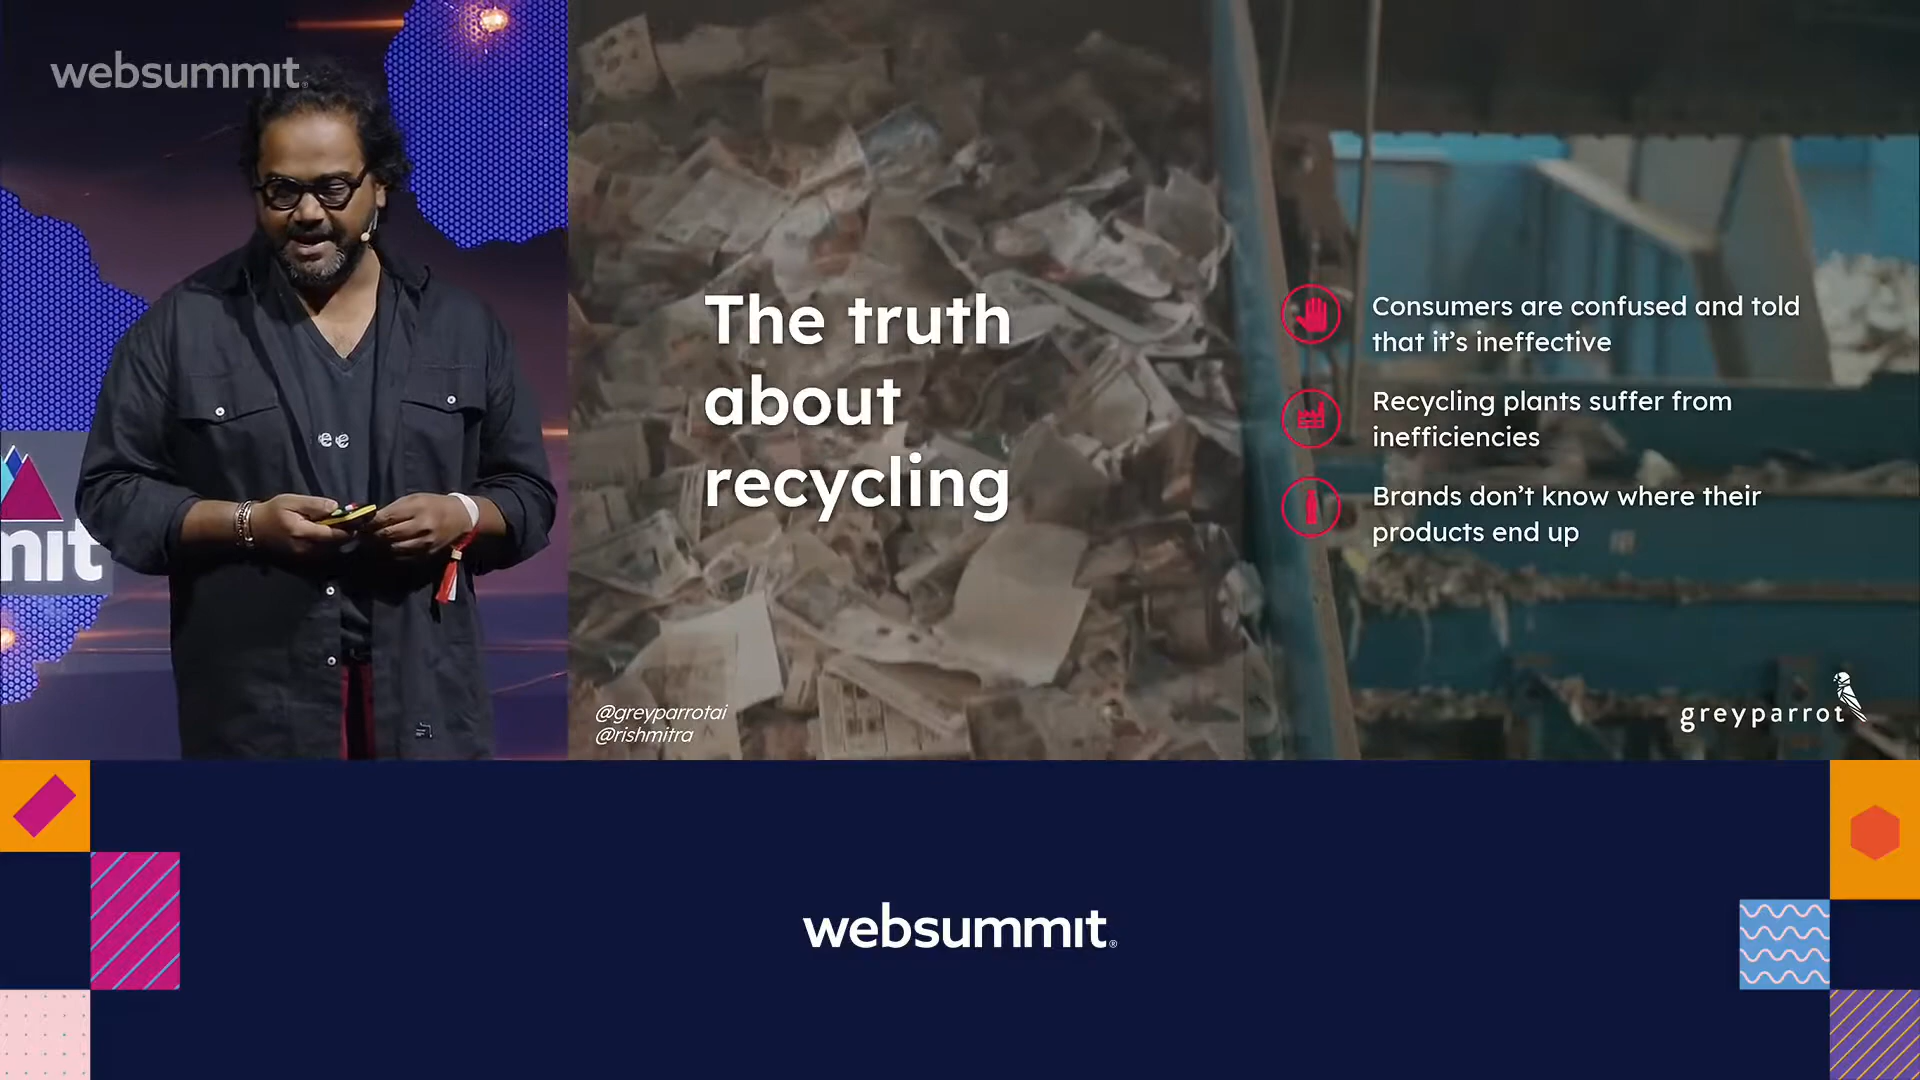 websummit
mit
The truth
about
recycling
Consumers are confused and told
that it's ineffective
Recycling plants suffer from
inefficiencies
Brands don't know where their
products end up
@greyparrotai
@rishmitra
greyparrot
websummit®